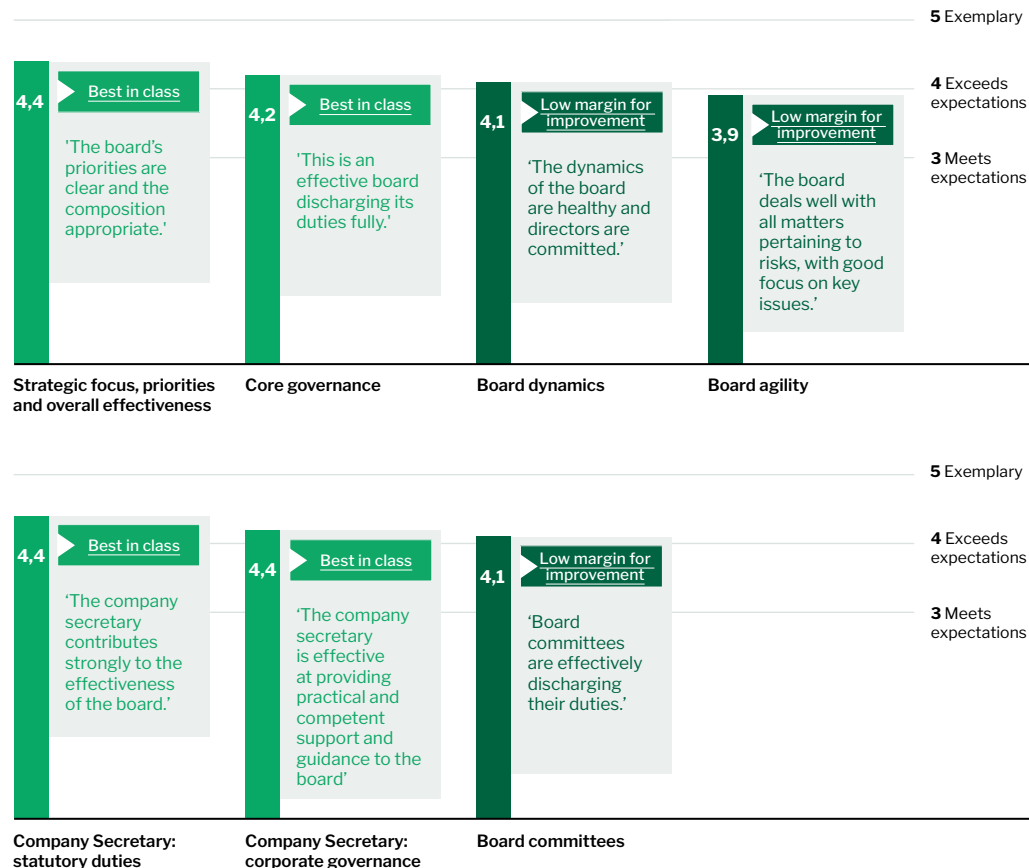 5 Exemplary
4 Exceeds
expectations
3 Meets
expectations
4,4
Best in class
'The board's
priorities are
clear and the
composition
appropriate.'
Strategic focus, priorities
and overall effectiveness
4,2
Best in class
'This is an
effective board
discharging its
duties fully.'
Core governance
4,1
Low margin for
improvement
‘The dynamics
of the board
are healthy and
directors are
committed.’
Board dynamics
3,9
Low margin for
improvement
‘The board
deals well with
all matters
pertaining to
risks, with good
focus on key
issues.’
Board agility
5 Exemplary
4 Exceeds
expectations
3 Meets
expectations
4,4
Best in class
‘The company
secretary
contributes
strongly to the
effectiveness
of the board.’
Company Secretary:
statutory duties
4,4
Best in class
‘The company
secretary
is effective
at providing
practical and
competent
support and
guidance to the
board’
Company Secretary:
corporate governance
4,1
Low margin for
improvement
‘Board
committees
are effectively
discharging
their duties.’
Board committees